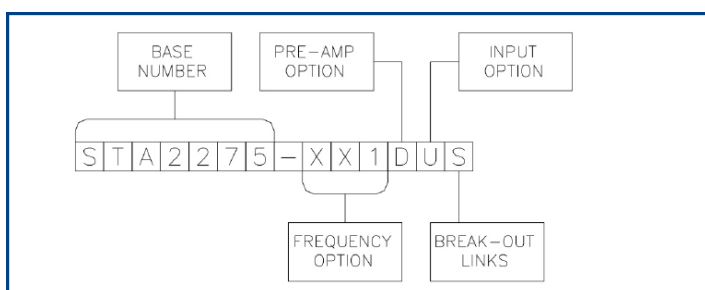 BASE
NUMBER
PRE-AMP
OPTION
INPUT
OPTION
STA2275-XX1DUS
FREQUENCY
OPTION
BREAK-OUT
LINKS